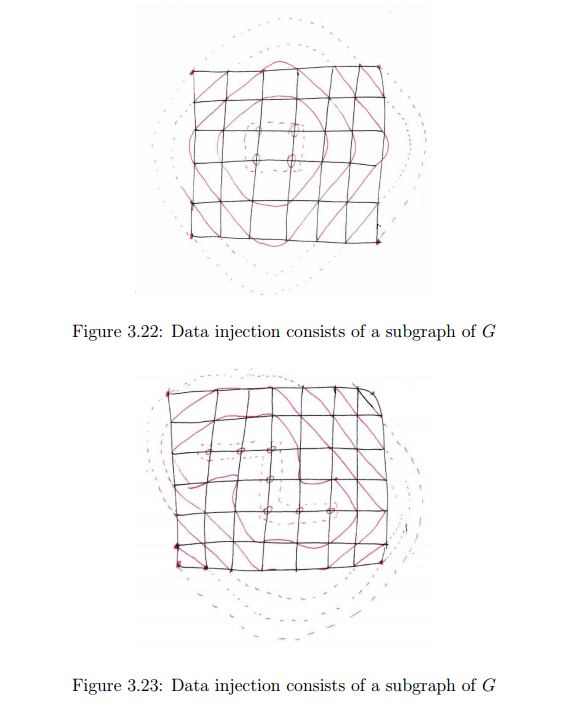 Figure 3.22: Data injection consists of a subgraph of G
Figure 3.23: Data injection consists of a subgraph of G